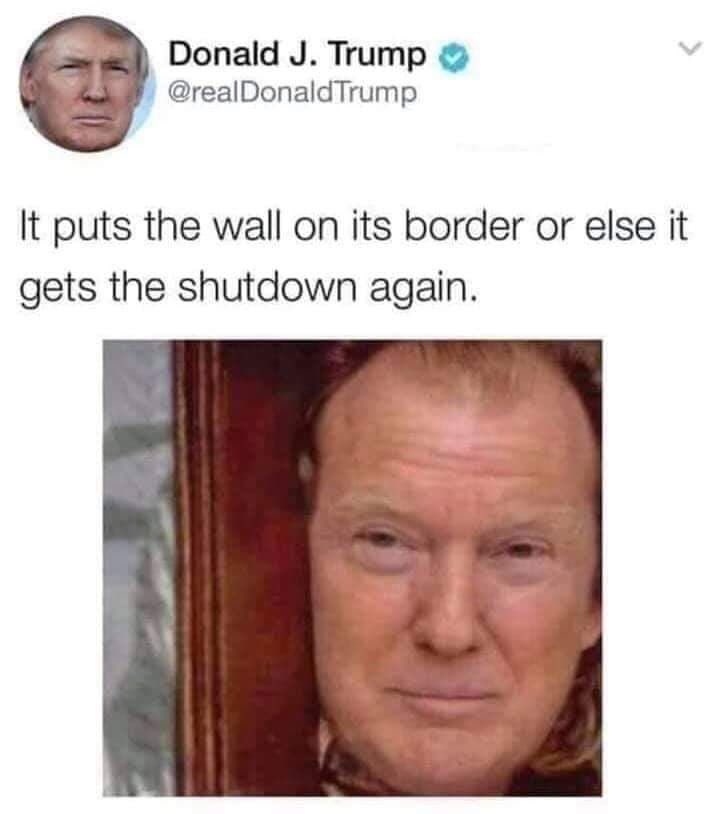 Donald J. Trump
@realDonaldTrump
It puts the wall on its border or else it
gets the shutdown again.